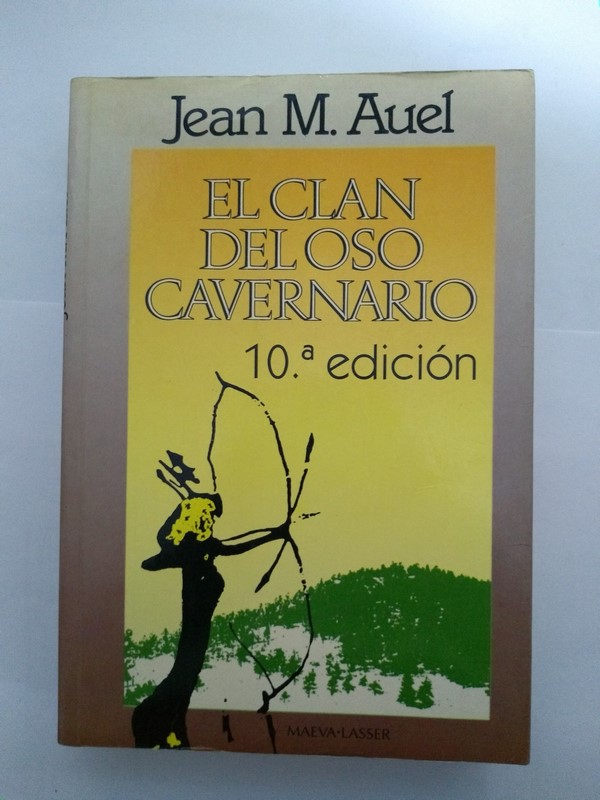 Jean M. Auel
EL CLAN
DEL OSO
CAVERNARIO
10.ª edición
MAEVA-LASSER